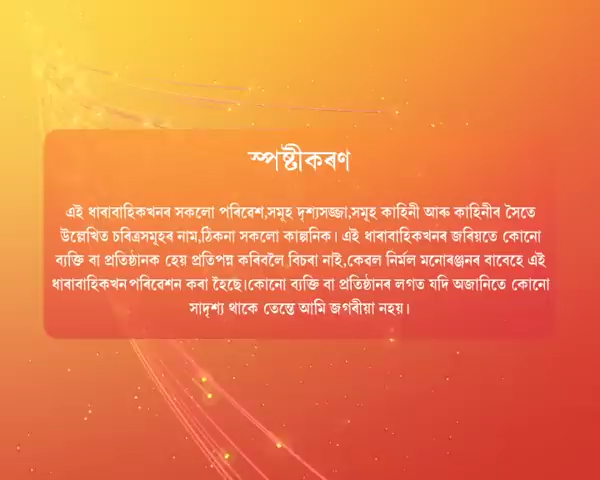 স্পষ্টীকৰণ
এই ধাৰাবাহিকখনৰ সকলো পৰিৱেশ,সমূহ দৃশ্যসজ্জা,সমূহ কাহিনী আৰু কাহিনীৰ সৈতে
উল্লেখিত চৰিত্ৰসমূহৰ নাম,ঠিকনা সকলো কাল্পনিক। এই ধাৰাবাহিকখনৰ জৰিয়তে কোনো
ব্যক্তি বা প্ৰতিষ্ঠানক হেয় প্ৰতিপন্ন কৰিবলৈ বিচৰা নাই,কেৱল নিৰ্মল মনোৰঞ্জনৰ বাবেহে এই
ধাৰাবাহিকখন পৰিৱেশন কৰা হৈছে।কোনো ব্যক্তি বা প্ৰতিষ্ঠানৰ লগত যদি অজানিতে কোনো
সাদৃশ্য থাকে তেন্তে আমি জগৰীয়া নহয়।